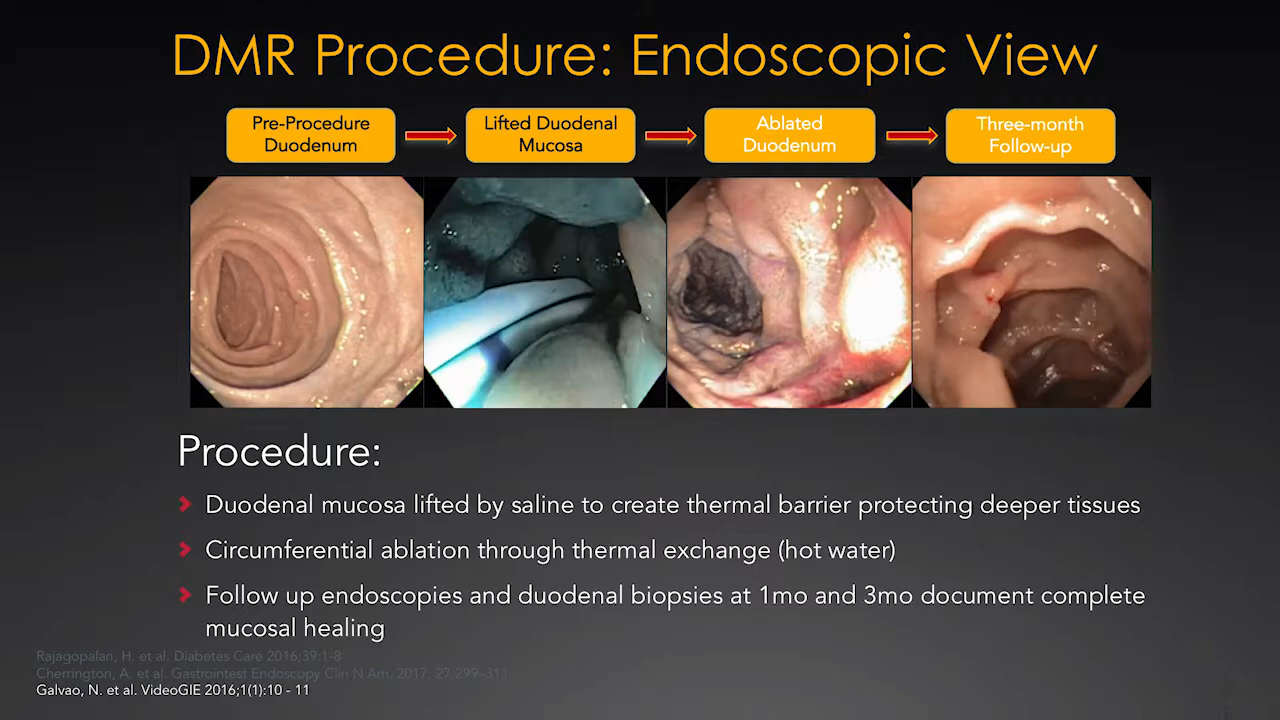 DMR Procedure: Endoscopic View
Pre-Procedure
Duodenum
Lifted Duodenal
Mucosa
Ablated
Duodenum
Three-month
Follow-up
Procedure:
Duodenal mucosa lifted by saline to create thermal barrier protecting deeper tissues
Circumferential ablation through thermal exchange (hot water)
Follow up endoscopies and duodenal biopsies at 1mo and 3mo document complete
mucosal healing
Rajagopalan, H. et al. Diabetes Care 2016;39:1-8
Cherrington, A. et al. Gastrointest Endoscopy Clin N Am. 2017; 27:299–311
Galvao, N. et al. VideoGIE 2016;1(1):10 - 11